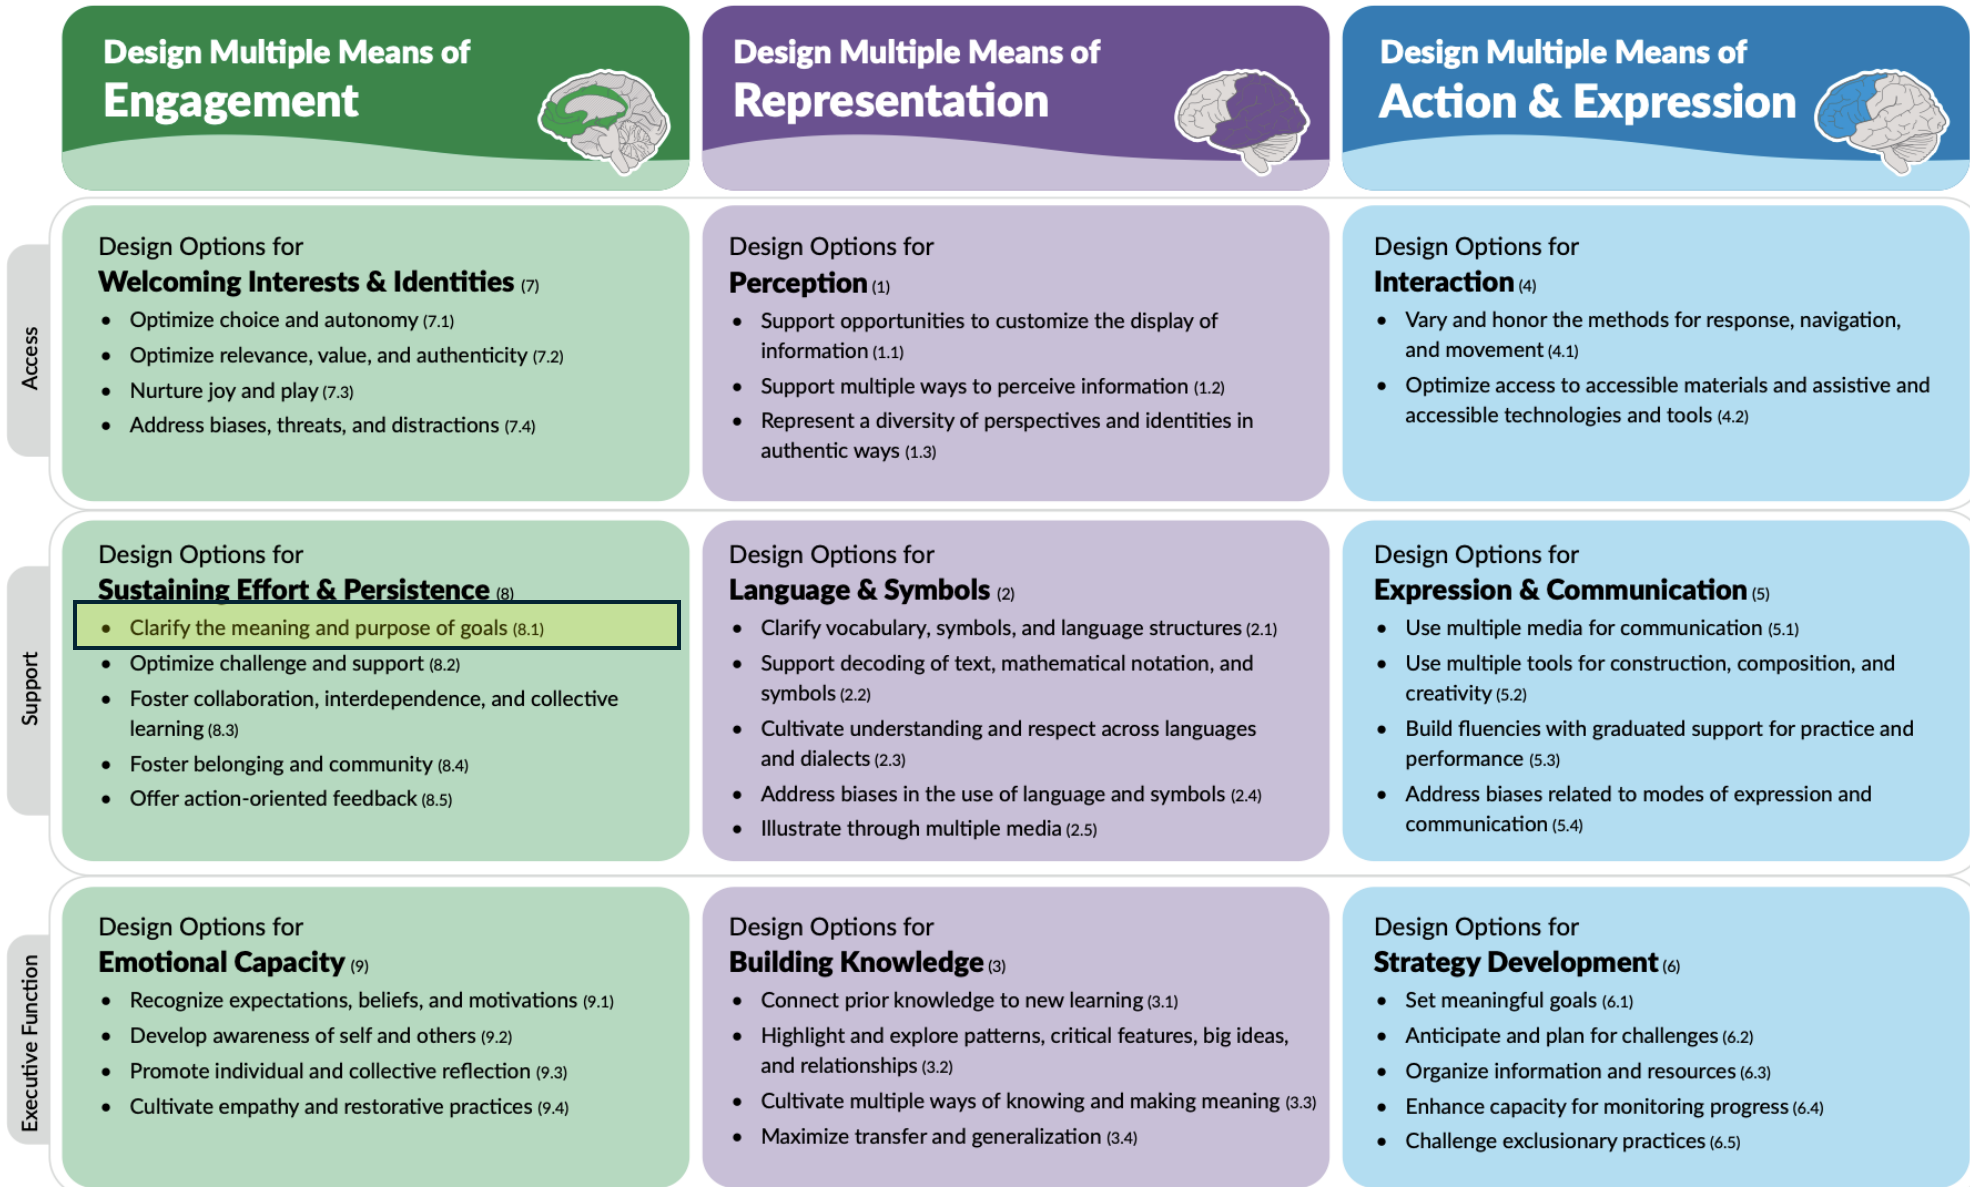 Design Multiple Means of
Engagement
Design Multiple Means of
Representation
Design Multiple Means of
Action & Expression
Access
Design Options for
Welcoming Interests & Identities (7)
• Optimize choice and autonomy (7.1)
• Optimize relevance, value, and authenticity (7.2)
• Nurture joy and play (7.3)
• Address biases, threats, and distractions (7.4)
Design Options for
Perception (1)
• Support opportunities to customize the display of
information (1.1)
• Support multiple ways to perceive information (1.2)
• Represent a diversity of perspectives and identities in
authentic ways (1.3)
Design Options for
Interaction (4)
• Vary and honor the methods for response, navigation,
and movement (4.1)
• Optimize access to accessible materials and assistive and
accessible technologies and tools (4.2)
Support
Design Options for
Sustaining Effort & Persistence (8)
• Clarify the meaning and purpose of goals (8.1)
• Optimize challenge and support (8.2)
• Foster collaboration, interdependence, and collective
learning (8.3)
• Foster belonging and community (8.4)
• Offer action-oriented feedback (8.5)
Design Options for
Language & Symbols (2)
• Clarify vocabulary, symbols, and language structures (2.1)
• Support decoding of text, mathematical notation, and
symbols (2.2)
• Cultivate understanding and respect across languages
and dialects (2.3)
• Address biases in the use of language and symbols (2.4)
• Illustrate through multiple media (2.5)
Design Options for
Expression & Communication (5)
• Use multiple media for communication (5.1)
• Use multiple tools for construction, composition, and
creativity (5.2)
• Build fluencies with graduated support for practice and
performance (5.3)
• Address biases related to modes of expression and
communication (5.4)
Executive Function
Design Options for
Emotional Capacity (9)
• Recognize expectations, beliefs, and motivations (9.1)
• Develop awareness of self and others (9.2)
• Promote individual and collective reflection (9.3)
• Cultivate empathy and restorative practices (9.4)
Design Options for
Building Knowledge (3)
• Connect prior knowledge to new learning (3.1)
• Highlight and explore patterns, critical features, big ideas,
and relationships (3.2)
• Cultivate multiple ways of knowing and making meaning (3.3)
• Maximize transfer and generalization (3.4)
Design Options for
Strategy Development (6)
• Set meaningful goals (6.1)
• Anticipate and plan for challenges (6.2)
• Organize information and resources (6.3)
• Enhance capacity for monitoring progress (6.4)
• Challenge exclusionary practices (6.5)